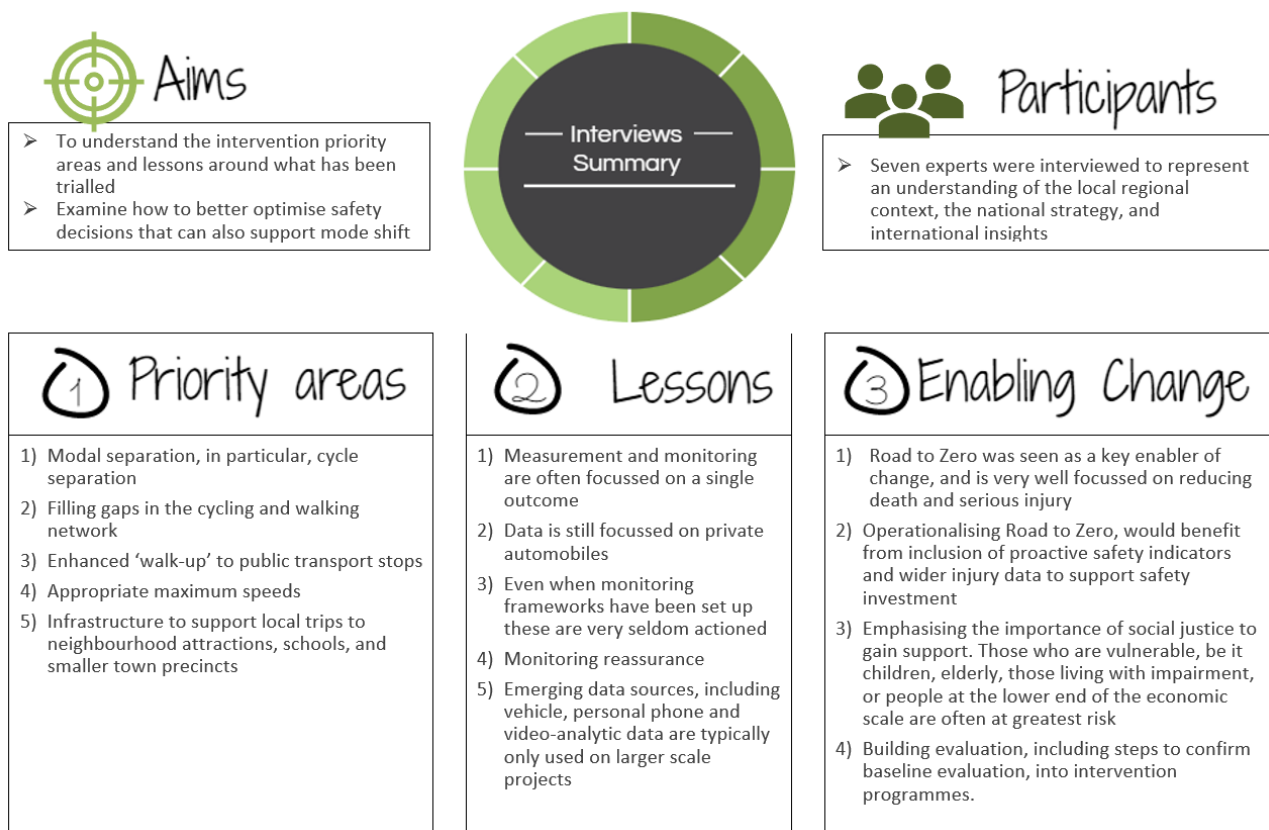 Aims
➢ To understand the intervention priority
areas and lessons around what has been
trialled
➢ Examine how to better optimise safety
decisions that can also support mode shift
Interviews
Summary
Participants
➢ Seven experts were interviewed to represent
an understanding of the local regional
context, the national strategy, and
international insights
1 Priority areas
1) Modal separation, in particular, cycle
separation
2) Filling gaps in the cycling and walking
network
3) Enhanced ‘walk-up’ to public transport stops
4) Appropriate maximum speeds
5) Infrastructure to support local trips to
neighbourhood attractions, schools, and
smaller town precincts
2 Lessons
1) Measurement and monitoring
are often focussed on a single
outcome
2) Data is still focussed on private
automobiles
3) Even when monitoring
frameworks have been set up
these are very seldom actioned
4) Monitoring reassurance
5) Emerging data sources, including
vehicle, personal phone and
video-analytic data are typically
only used on larger scale
projects
3 Enabling Change
1) Road to Zero was seen as a key enabler of
change, and is very well focussed on reducing
death and serious injury
2) Operationalising Road to Zero, would benefit
from inclusion of proactive safety indicators
and wider injury data to support safety
investment
3) Emphasising the importance of social justice to
gain support. Those who are vulnerable, be it
children, elderly, those living with impairment,
or people at the lower end of the economic
scale are often at greatest risk
4) Building evaluation, including steps to confirm
baseline evaluation, into intervention
programmes.